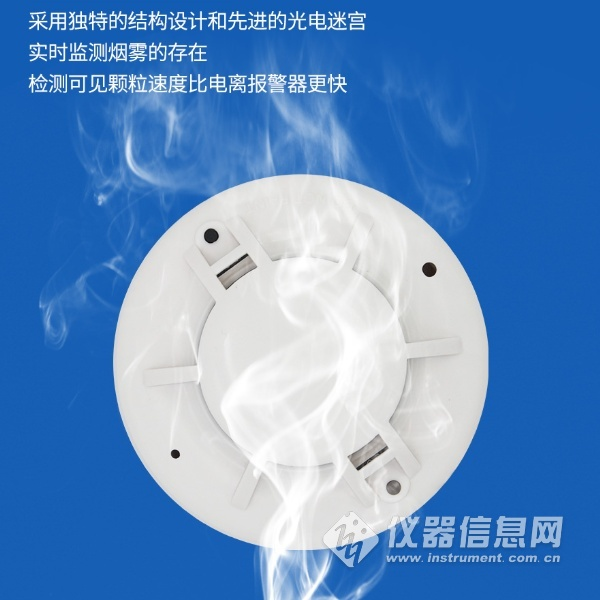 采用独特的结构设计和先进的光电迷宫
实时监测烟雾的存在
检测可见颗粒速度比电离报警器更快
仪器信息网
www.instrument.com.cn